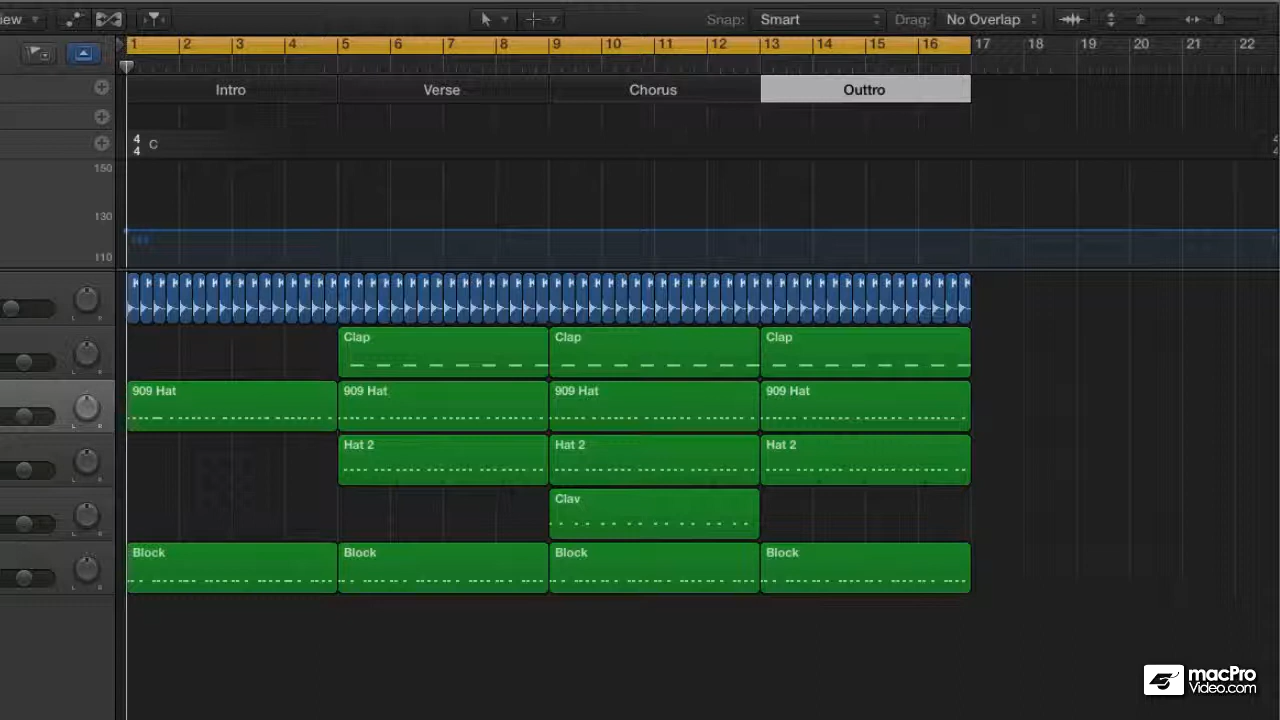 iew
Snap: Smart Drag: No Overlap
1 2 3 4 5 6 7 8 9 10 11 12 13 14 15 16 17 18 19 20 21 22
Intro Verse Chorus Outtro
4
4 C
150
130
110
Clap Clap Clap
909 Hat 909 Hat 909 Hat 909 Hat
Hat 2 Hat 2 Hat 2
Clav
Block Block Block Block
macPro
Video.com